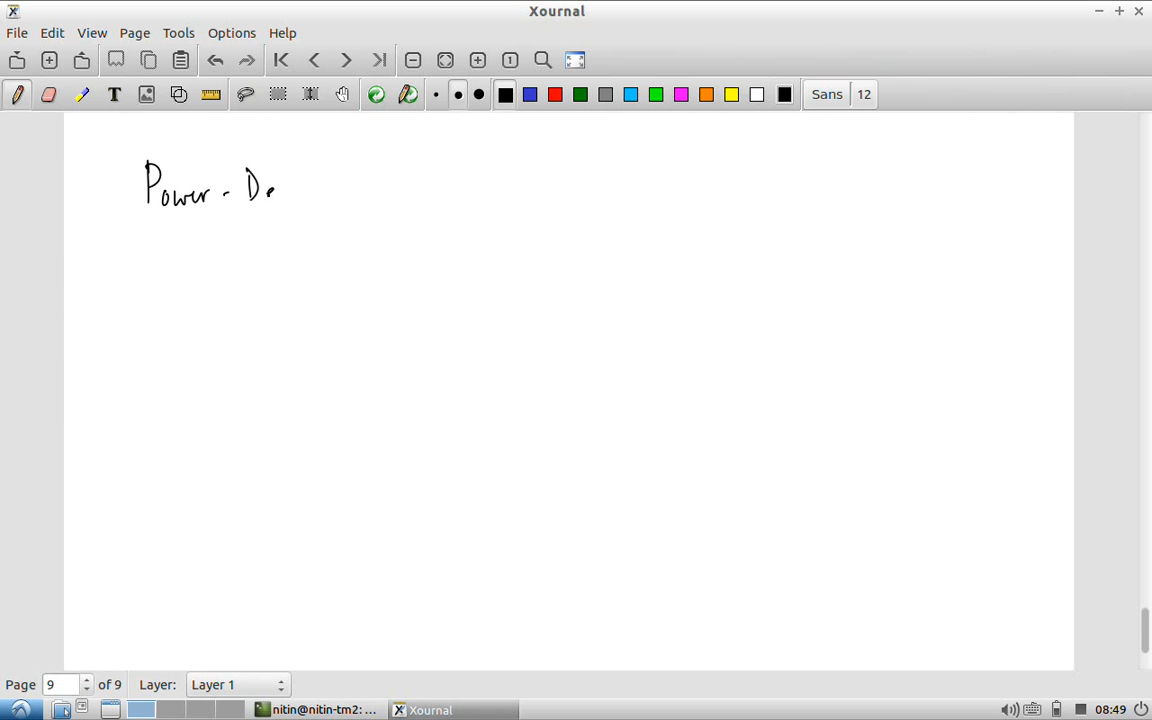 Xournal
File Edit View Page Tools Options Help
Sans 12
Power - De
Page 9 of 9 Layer: Layer 1
nitin@nitin-tm2: ... Xournal 08:49